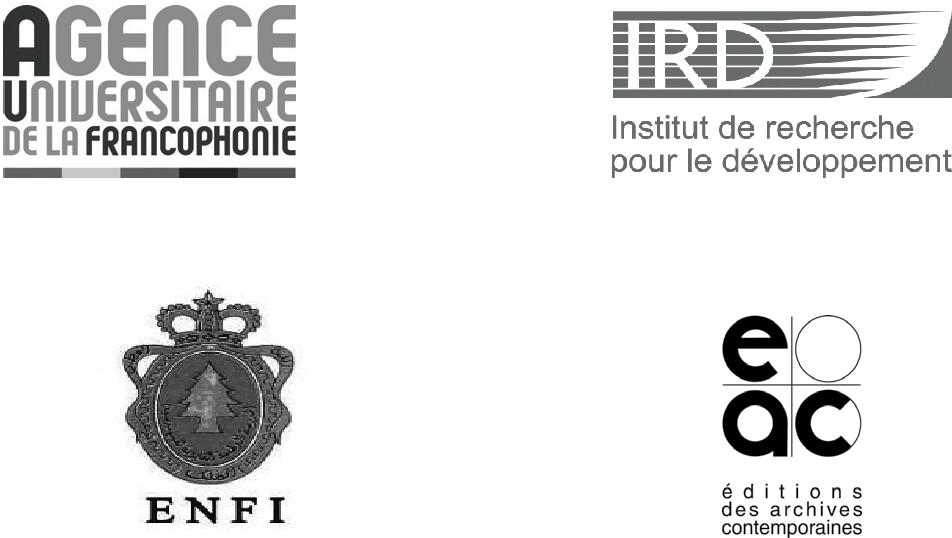 AGENCE
UNIVERSITAIRE
DE LA FRANCOPHONIE
IRD
Institut de recherche
pour le développement
ENFI
e
ac
éditions
des archives
contemporaines